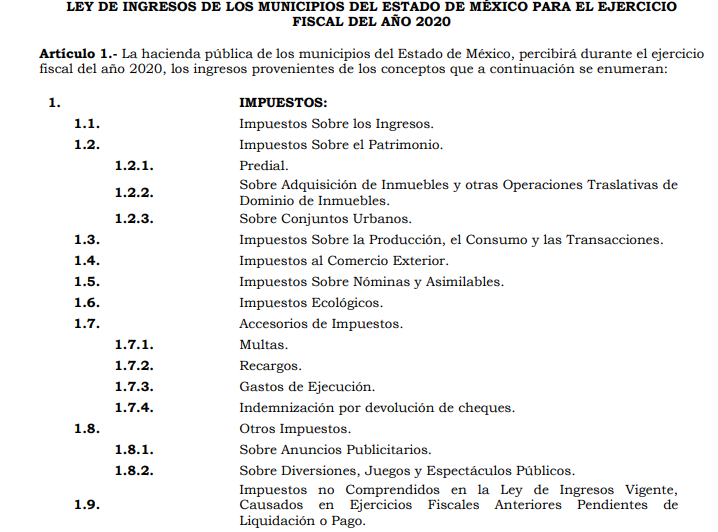 LEY DE INGRESOS DE LOS MUNICIPIOS DEL ESTADO DE MÉXICO PARA EL EJERCICIO
FISCAL DEL AÑO 2020
Artículo 1.- La hacienda pública de los municipios del Estado de México, percibirá durante el ejercicio
fiscal del año 2020, los ingresos provenientes de los conceptos que a continuación se enumeran:
1. IMPUESTOS:
1.1. Impuestos Sobre los Ingresos.
1.2. Impuestos Sobre el Patrimonio.
1.2.1. Predial.
1.2.2. Sobre Adquisición de Inmuebles y otras Operaciones Traslativas de
Dominio de Inmuebles.
1.2.3. Sobre Conjuntos Urbanos.
1.3. Impuestos Sobre la Producción, el Consumo y las Transacciones.
1.4. Impuestos al Comercio Exterior.
1.5. Impuestos Sobre Nóminas y Asimilables.
1.6. Impuestos Ecológicos.
1.7. Accesorios de Impuestos.
1.7.1. Multas.
1.7.2. Recargos.
1.7.3. Gastos de Ejecución.
1.7.4. Indemnización por devolución de cheques.
1.8. Otros Impuestos.
1.8.1. Sobre Anuncios Publicitarios.
1.8.2. Sobre Diversiones, Juegos y Espectáculos Públicos.
1.9. Impuestos no Comprendidos en la Ley de Ingresos Vigente,
Causados en Ejercicios Fiscales Anteriores Pendientes de
Liquidación o Pago.